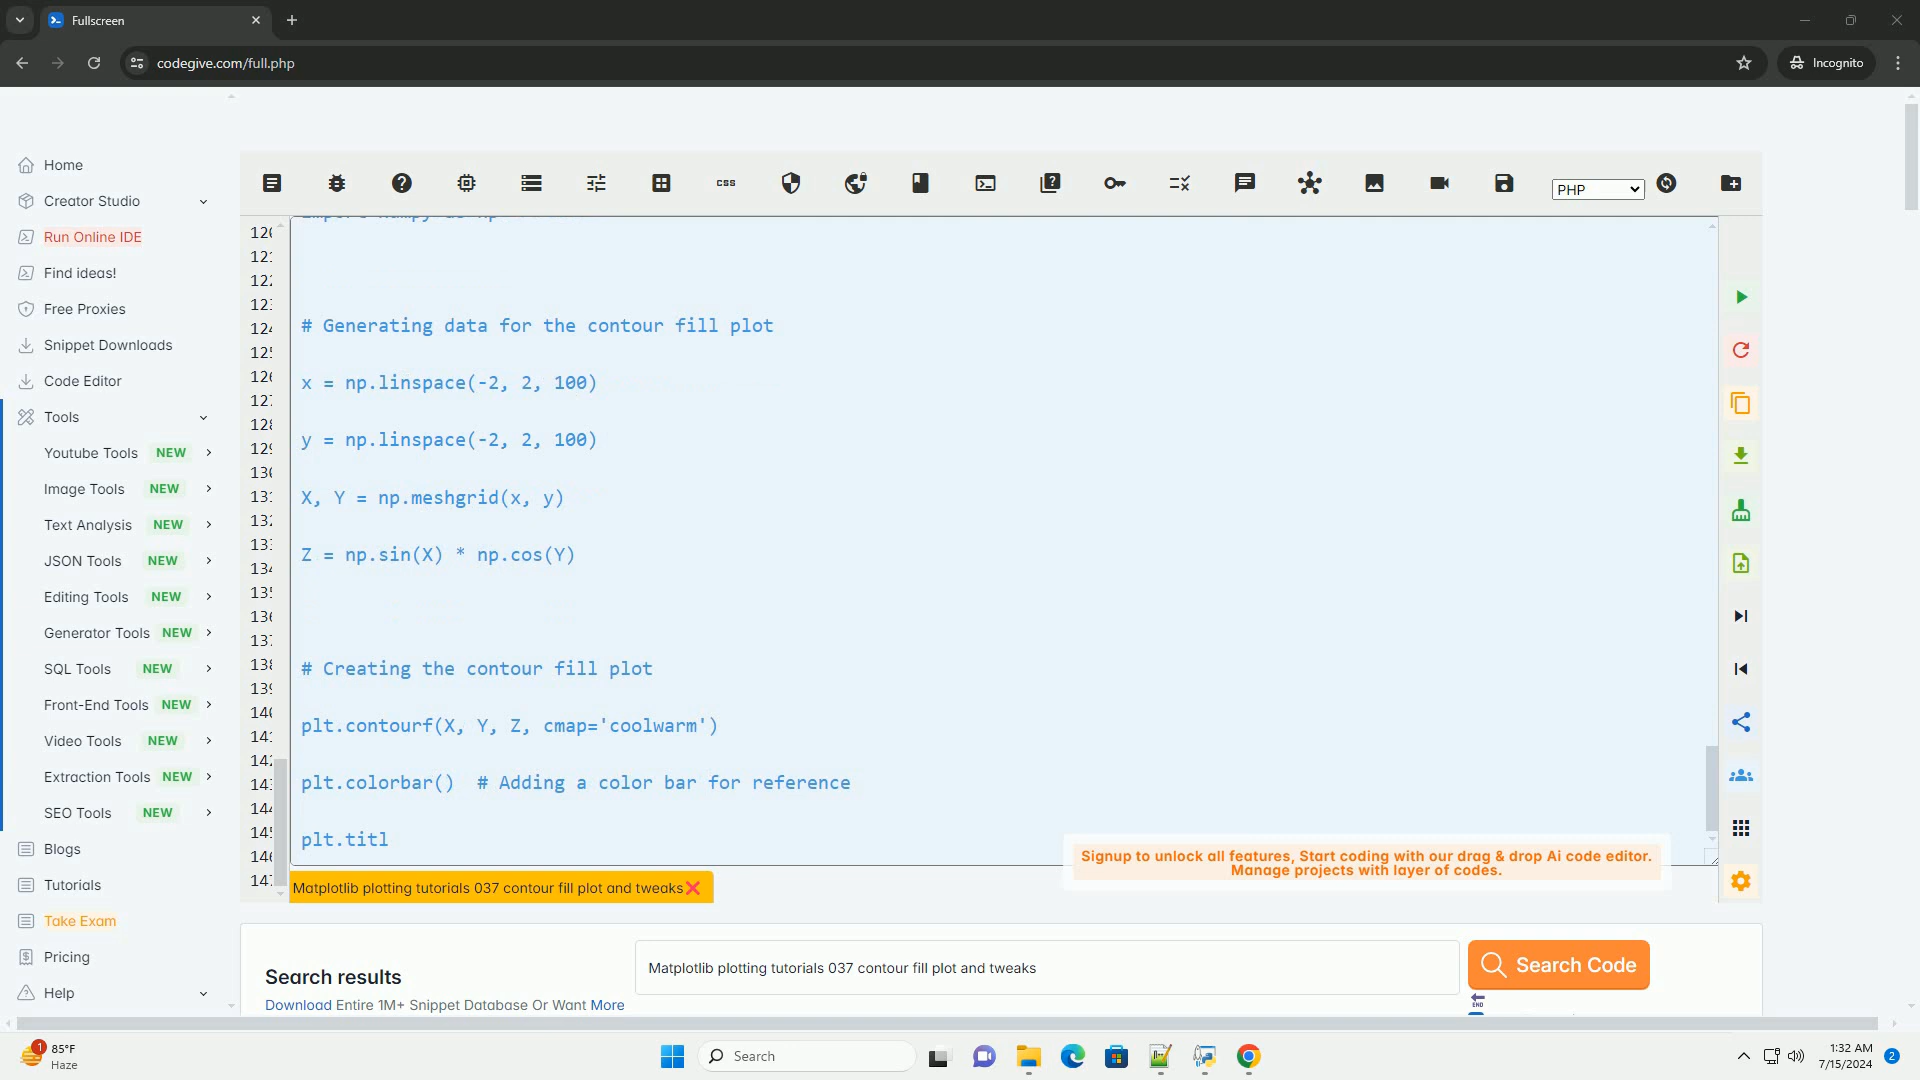 Fullscreen
codegive.com/full.php
Incognito
Home
Creator Studio
Run Online IDE
Find ideas!
Free Proxies
Snippet Downloads
Code Editor
Tools
Youtube Tools NEW
Image Tools NEW
Text Analysis NEW
JSON Tools NEW
Editing Tools NEW
Generator Tools NEW
SQL Tools NEW
Front-End Tools NEW
Video Tools NEW
Extraction Tools NEW
SEO Tools NEW
Blogs
Tutorials
Take Exam
Pricing
Help
css
PHP
# Generating data for the contour fill plot
x = np.linspace(-2, 2, 100)
y = np.linspace(-2, 2, 100)
X, Y = np.meshgrid(x, y)
Z = np.sin(X) * np.cos(Y)
# Creating the contour fill plot
plt.contourf(X, Y, Z, cmap='coolwarm')
plt.colorbar()  # Adding a color bar for reference
plt.titl
Signup to unlock all features, Start coding with our drag & drop Ai code editor.
Manage projects with layer of codes.
Matplotlib plotting tutorials 037 contour fill plot and tweaks
Search results
Download Entire 1M+ Snippet Database Or Want More
Matplotlib plotting tutorials 037 contour fill plot and tweaks
Search Code
END
1
85°F
Haze
Search
1:32 AM
7/15/2024
2